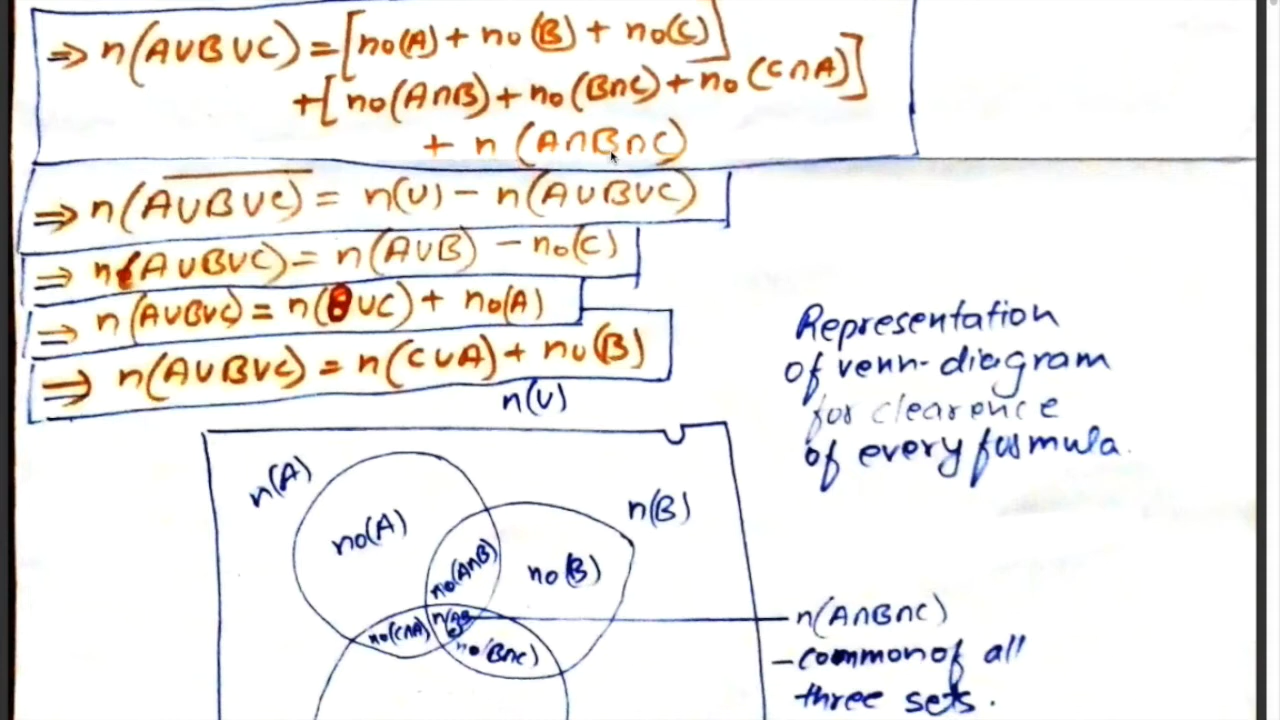 ⇒ n(A∪B∪C) = [no(A) + no(B) + no(C)]
+ [no(A∩B) + no(B∩C) + no(C∩A)]
+ n (A∩B∩C)
⇒ n(\overline{A∪B∪C}) = n(U) − n(A∪B∪C)
⇒ n(A∪B∪C) = n(A∪B) − no(C)
⇒ n(A∪B∪C) = n(B∪C) + no(A)
⇒ n(A∪B∪C) = n(C∪A) + no(B)
Representation
of venn-diagram
for clearence
of every formula.
n(U)
n(A)
n(B)
no(A)
no(A∩B)
no(B)
no(C∩A)
no(B∩C)
n(A∩B∩C)
– common of all
three sets.